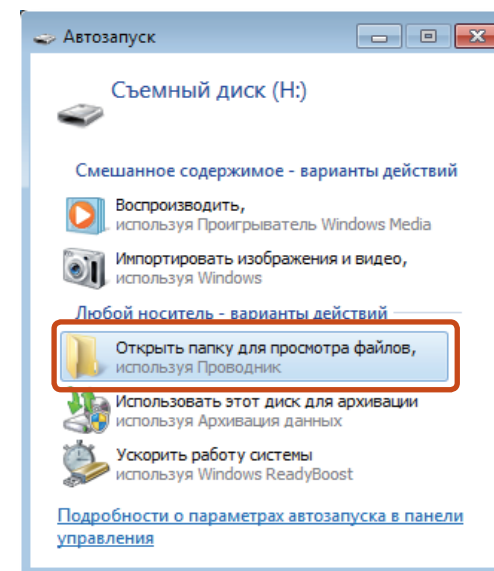 Автозапуск
Съемный диск (H:)
Смешанное содержимое - варианты действий
Воспроизводить,
используя Проигрыватель Windows Media
Импортировать изображения и видео,
используя Windows
Любой носитель - варианты действий
Открыть папку для просмотра файлов,
используя Проводник
Использовать этот диск для архивации
используя Архивация данных
Ускорить работу системы
используя Windows ReadyBoost
Подробности о параметрах автозапуска в панели
управления